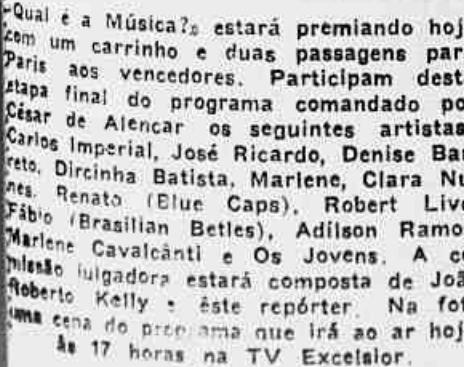 «Qual é a Música?» estará premiando hoj
com um carrinho e duas passagens par
Paris aos vencedores. Participam dest
etapa final do programa comandado po
César de Alencar os seguintes artistas
Carlos Imperial, José Ricardo, Denise Bar
reto, Dircinha Batista, Marlene, Clara Nu
nes, Renato (Blue Caps), Robert Live
Fábio (Brasilian Betles), Adilson Ramo
Marlene Cavalcânti e Os Jovens. A co
missão julgadora estará composta de Joã
Roberto Kelly e êste repórter. Na fot
uma cena do programa que irá ao ar hoj
às 17 horas na TV Excelsior.